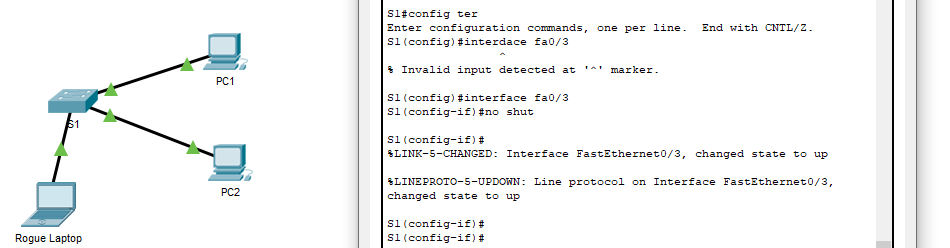 PC1
S1
PC2
Rogue Laptop
S1#config ter
Enter configuration commands, one per line.  End with CNTL/Z.
S1(config)#interdace fa0/3
^
% Invalid input detected at '^' marker.
S1(config)#interface fa0/3
S1(config-if)#no shut
S1(config-if)#
%LINK-5-CHANGED: Interface FastEthernet0/3, changed state to up
%LINEPROTO-5-UPDOWN: Line protocol on Interface FastEthernet0/3,
changed state to up
S1(config-if)#
S1(config-if)#